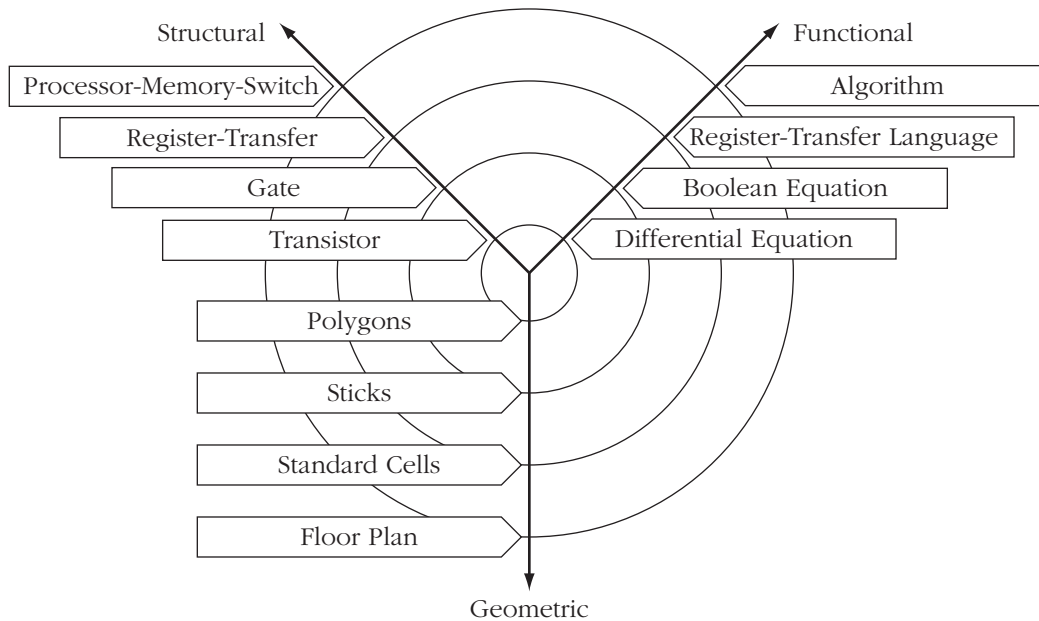 Structural
Functional
Processor-Memory-Switch
Algorithm
Register-Transfer
Register-Transfer Language
Gate
Boolean Equation
Transistor
Differential Equation
Polygons
Sticks
Standard Cells
Floor Plan
Geometric